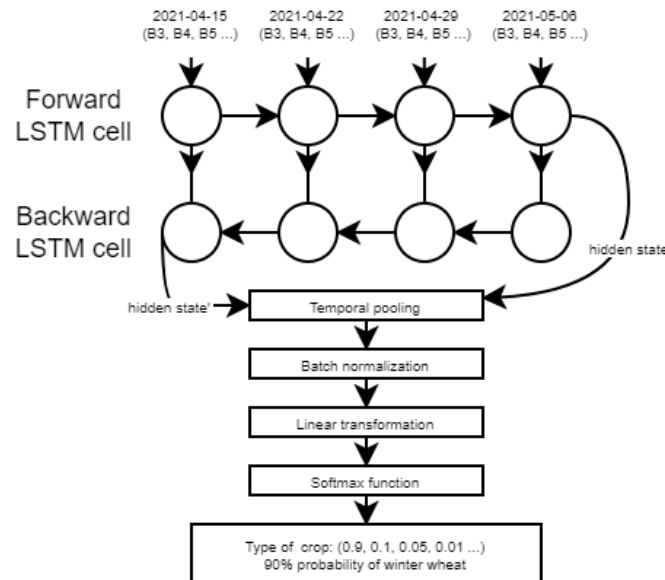 2021-04-15 2021-04-22 2021-04-29 2021-05-06
(B3, B4, B5 ...) (B3, B4, B5 ...) (B3, B4, B5 ...) (B3, B4, B5 ...)
Forward
LSTM cell
Backward
LSTM cell
hidden state
hidden state'
Temporal pooling
Batch normalization
Linear transformation
Softmax function
Type of crop: (0.9, 0.1, 0.05, 0.01 ...)
90% probability of winter wheat